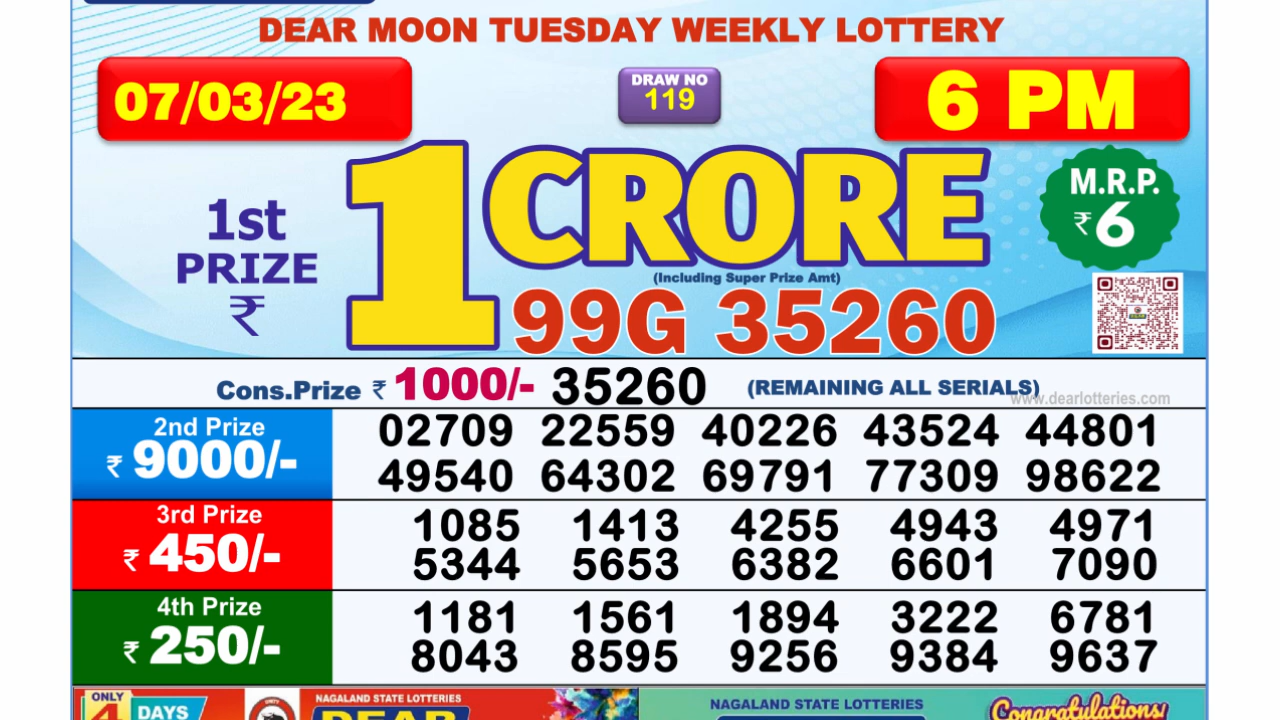 DEAR MOON TUESDAY WEEKLY LOTTERY
07/03/23
DRAW NO
119
6 PM
1st
PRIZE
₹
1 CRORE
(Including Super Prize Amt)
99G 35260
M.R.P.
₹6
Cons.Prize ₹ 1000/- 35260 (REMAINING ALL SERIALS)
www.dearlotteries.com
2nd Prize
₹ 9000/-
02709 22559 40226 43524 44801
49540 64302 69791 77309 98622
3rd Prize
₹ 450/-
1085 1413 4255 4943 4971
5344 5653 6382 6601 7090
4th Prize
₹ 250/-
1181 1561 1894 3222 6781
8043 8595 9256 9384 9637
ONLY
4 DAYS
NAGALAND STATE LOTTERIES
DEAR
NAGALAND STATE LOTTERIES
Congratulations